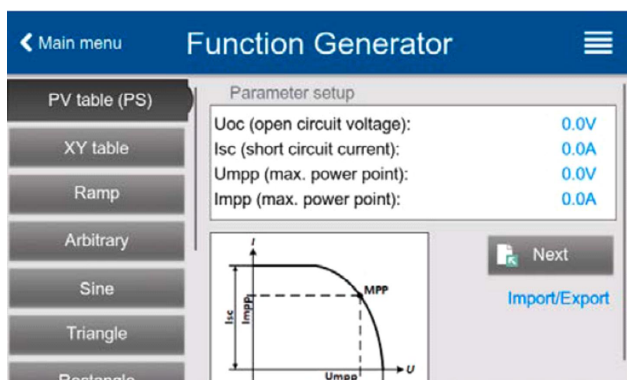 Main menu
Function Generator
PV table (PS)
XY table
Ramp
Arbitrary
Sine
Triangle
Rectangle
Parameter setup
Uoc (open circuit voltage): 0.0V
Isc (short circuit current): 0.0A
Umpp (max. power point): 0.0V
Impp (max. power point): 0.0A
I
MPP
Isc
Impp
Umpp
U
Next
Import/Export